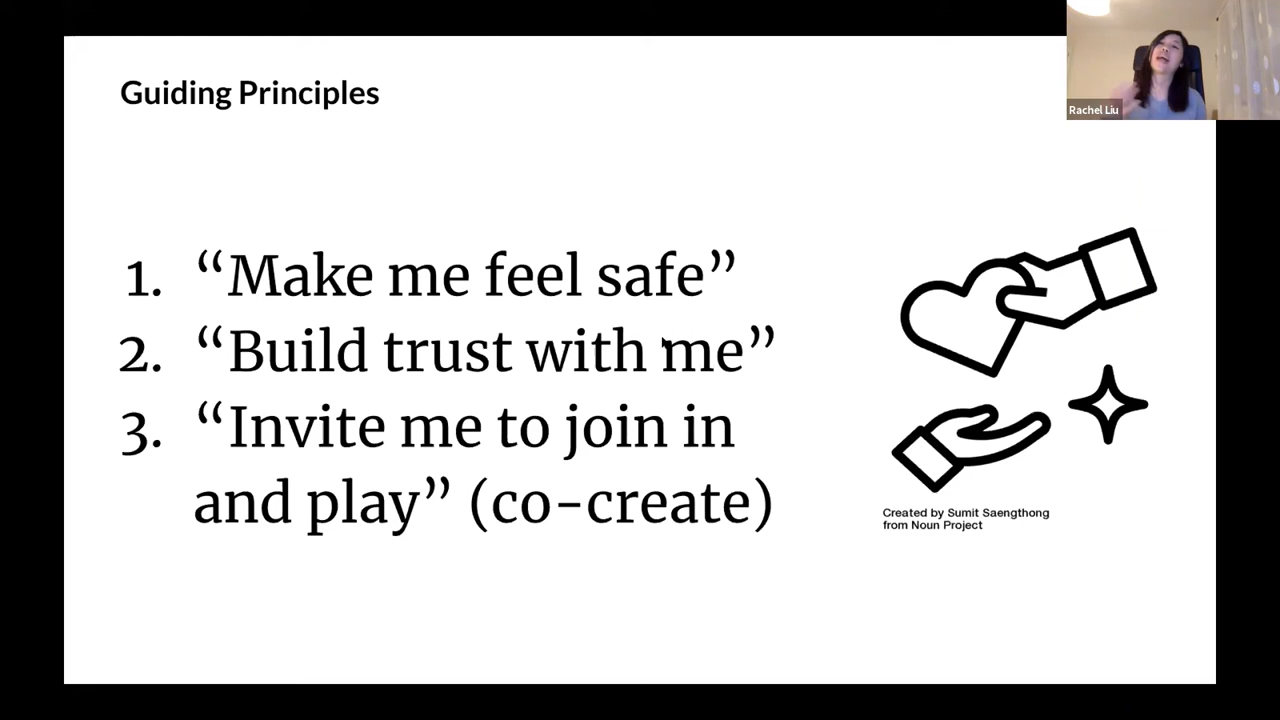 Guiding Principles
Rachel Liu
1. “Make me feel safe”
2. “Build trust with me”
3. “Invite me to join in
and play” (co-create)
Created by Sumit Saengthong
from Noun Project